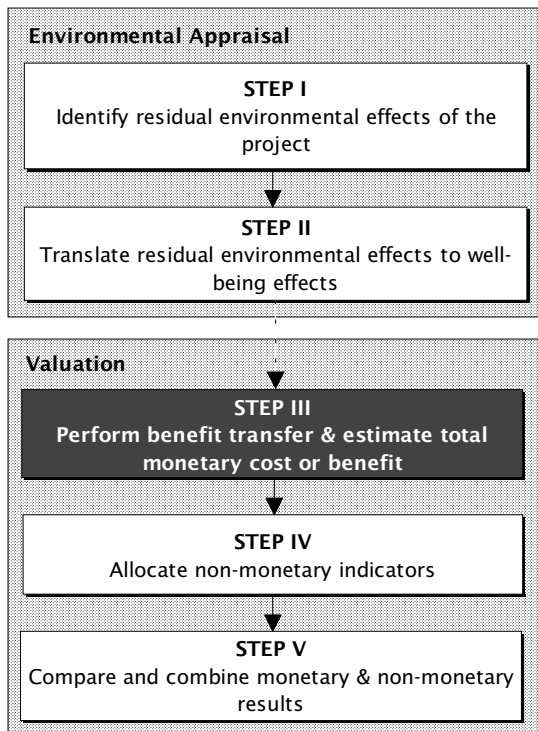 Environmental Appraisal
STEP I
Identify residual environmental effects of the
project
STEP II
Translate residual environmental effects to well-
being effects
Valuation
STEP III
Perform benefit transfer & estimate total
monetary cost or benefit
STEP IV
Allocate non-monetary indicators
STEP V
Compare and combine monetary & non-monetary
results